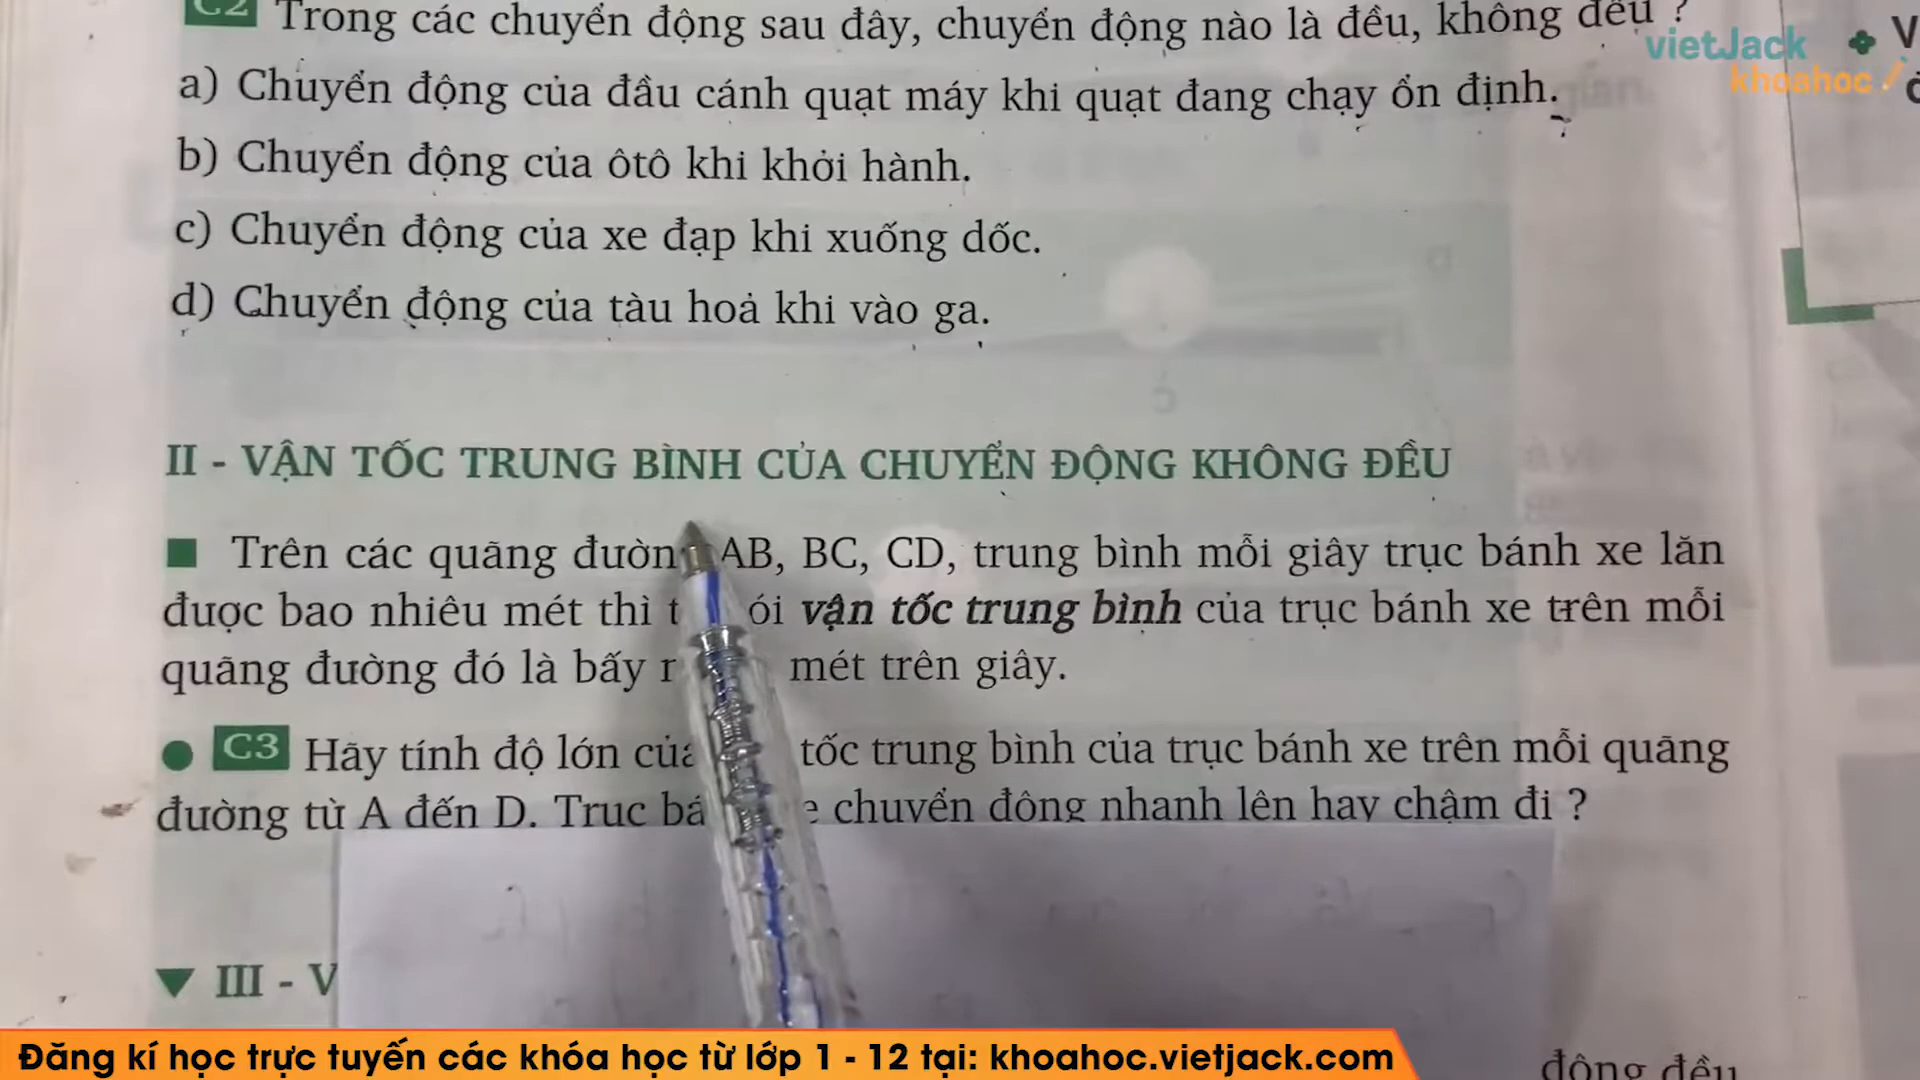 C2 Trong các chuyển động sau đây, chuyển động nào là đều, không đều ?
vietJack
khoahoc
a) Chuyển động của đầu cánh quạt máy khi quạt đang chạy ổn định.
b) Chuyển động của ôtô khi khởi hành.
c) Chuyển động của xe đạp khi xuống dốc.
d) Chuyển động của tàu hoả khi vào ga.
II - VẬN TỐC TRUNG BÌNH CỦA CHUYỂN ĐỘNG KHÔNG ĐỀU
Trên các quãng đườn AB, BC, CD, trung bình mỗi giây trục bánh xe lăn
được bao nhiêu mét thì t ói vận tốc trung bình của trục bánh xe trên mỗi
quãng đường đó là bấy mét trên giây.
C3 Hãy tính độ lớn của tốc trung bình của trục bánh xe trên mỗi quãng
đường từ A đến D. Trục bá e chuyển động nhanh lên hay chậm đi ?
III - V
Đăng kí học trực tuyến các khóa học từ lớp 1 - 12 tại: khoahoc.vietjack.com
động đều